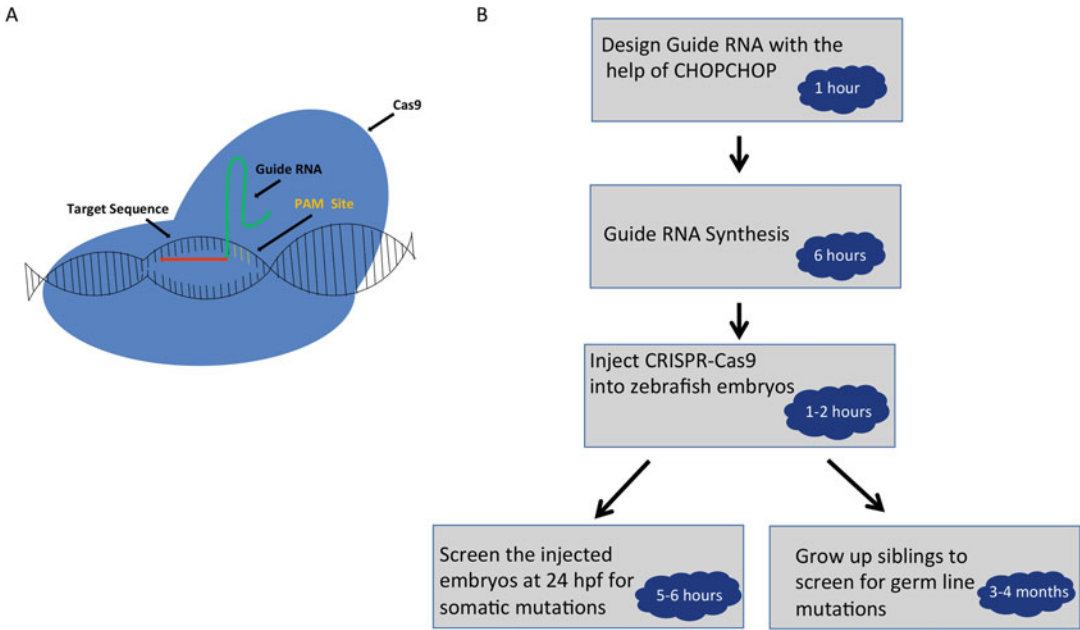 A
Cas9
Guide RNA
PAM Site
Target Sequence
B
Design Guide RNA with the
help of CHOPCHOP
1 hour
Guide RNA Synthesis
6 hours
Inject CRISPR-Cas9
into zebrafish embryos
1-2 hours
Screen the injected
embryos at 24 hpf for
somatic mutations
5-6 hours
Grow up siblings to
screen for germ line
mutations
3-4 months